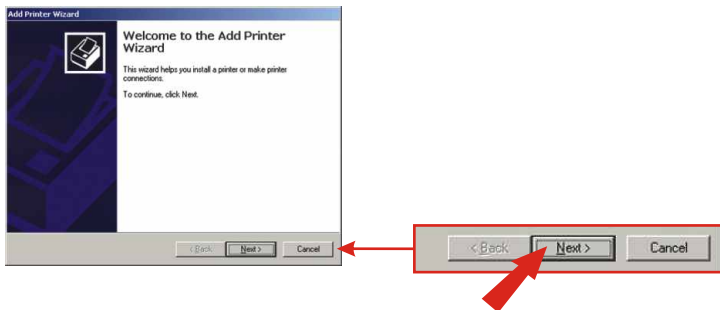 Add Printer Wizard
Welcome to the Add Printer
Wizard
This wizard helps you install a printer or make printer
connections.
To continue, click Next.
< Back Next > Cancel
< Back Next > Cancel